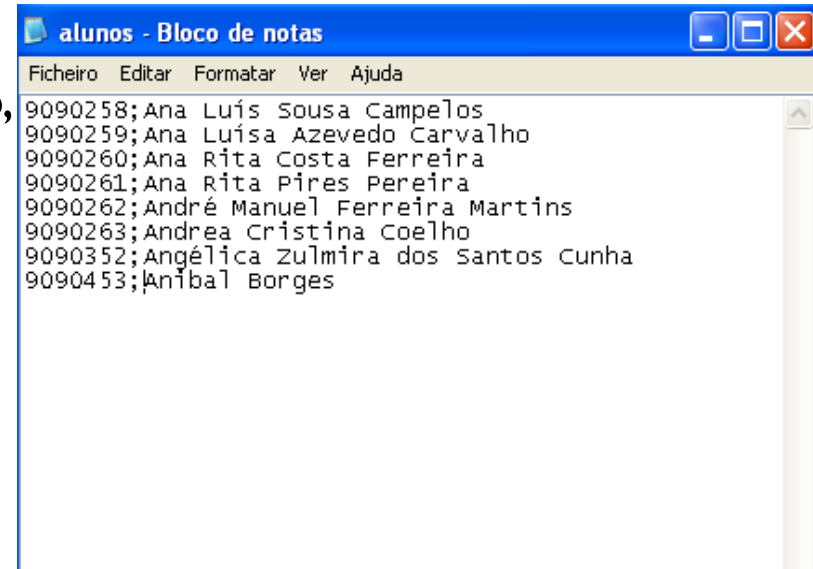 alunos - Bloco de notas
Ficheiro Editar Formatar Ver Ajuda
9090258;Ana Luís Sousa Campelos
9090259;Ana Luísa Azevedo Carvalho
9090260;Ana Rita Costa Ferreira
9090261;Ana Rita Pires Pereira
9090262;André Manuel Ferreira Martins
9090263;Andrea Cristina Coelho
9090352;Angélica Zulmira dos Santos Cunha
9090453;Aníbal Borges